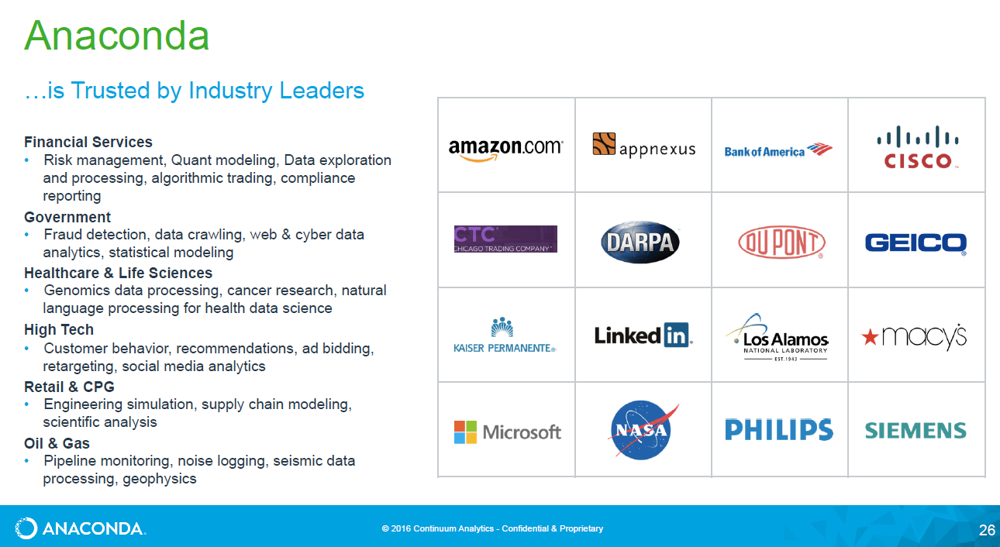 Anaconda
…is Trusted by Industry Leaders
Financial Services
• Risk management, Quant modeling, Data exploration
and processing, algorithmic trading, compliance
reporting
Government
• Fraud detection, data crawling, web & cyber data
analytics, statistical modeling
Healthcare & Life Sciences
• Genomics data processing, cancer research, natural
language processing for health data science
High Tech
• Customer behavior, recommendations, ad bidding,
retargeting, social media analytics
Retail & CPG
• Engineering simulation, supply chain modeling,
scientific analysis
Oil & Gas
• Pipeline monitoring, noise logging, seismic data
processing, geophysics
amazon.com
appnexus
Bank of America
CISCO
CTC
CHICAGO TRADING COMPANY
DARPA
DU PONT
GEICO
KAISER PERMANENTE®
Linked in
Los Alamos
NATIONAL LABORATORY
EST. 1943
macy's
Microsoft
NASA
PHILIPS
SIEMENS
ANACONDA
© 2016 Continuum Analytics - Confidential & Proprietary
26